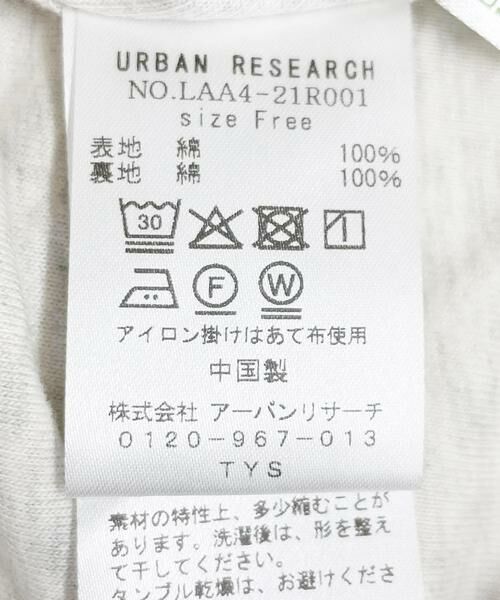 URBAN RESEARCH
NO.LAA4-21R001
size Free
表地 綿 100%
裏地 綿 100%
30
F W
アイロン掛けはあて布使用
中国製
株式会社 アーバンリサーチ
0120-967-013
TYS
素材の特性上、多少縮むことが
あります。洗濯後は、形を整え
て干してください。
タンブル乾燥は、お避けくださ